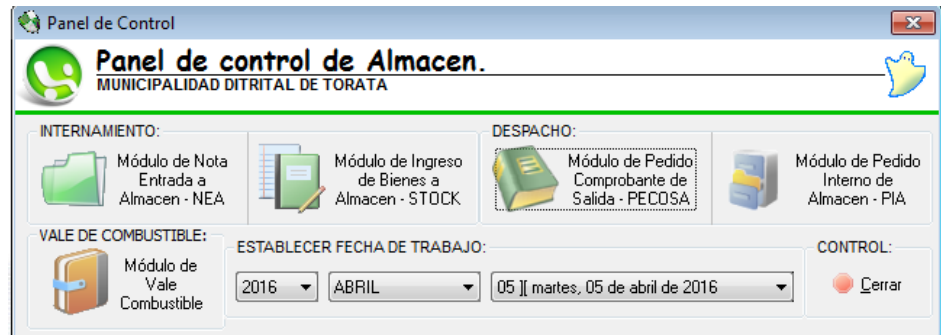 Panel de Control
Panel de control de Almacen.
MUNICIPALIDAD DITRITAL DE TORATA
INTERNAMIENTO:
Módulo de Nota
Entrada a
Almacen - NEA
Módulo de Ingreso
de Bienes a
Almacen - STOCK
DESPACHO:
Módulo de Pedido
Comprobante de
Salida - PECOSA
Módulo de Pedido
Interno de
Almacen - PIA
VALE DE COMBUSTIBLE:
Módulo de
Vale
Combustible
ESTABLECER FECHA DE TRABAJO:
2016
ABRIL
05 ][ martes, 05 de abril de 2016
CONTROL:
Cerrar